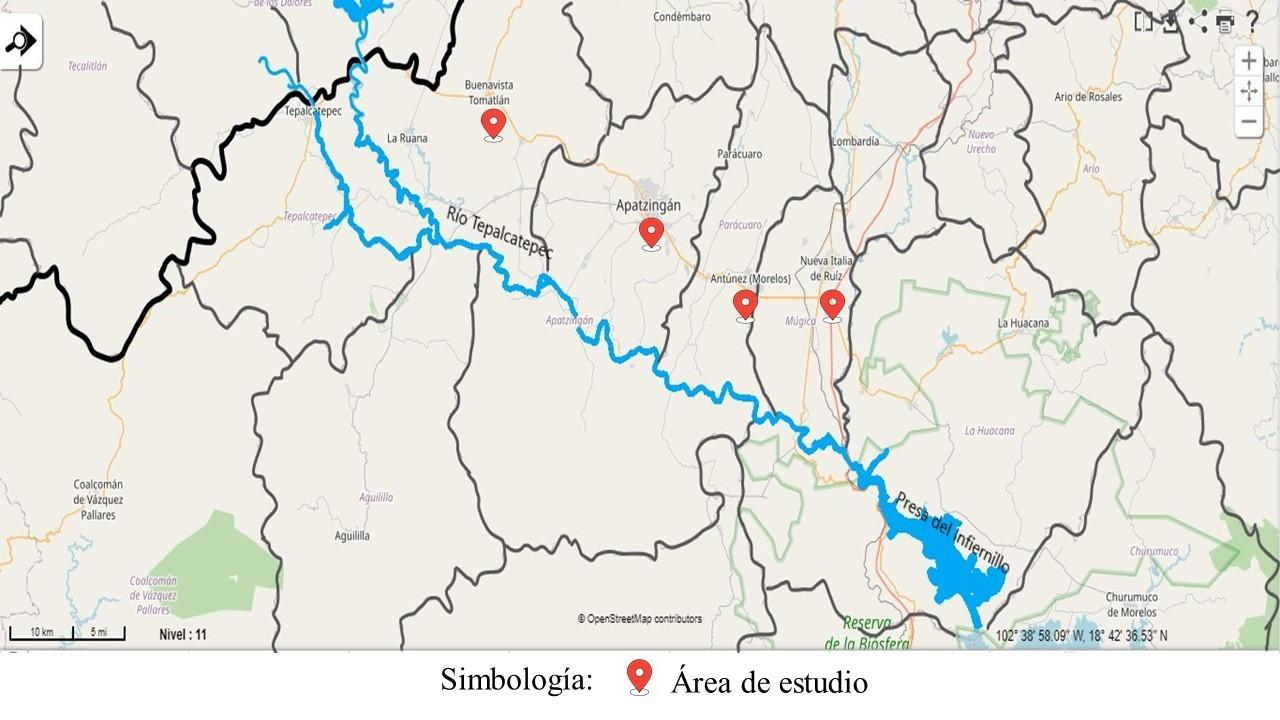 de los Dolores
Condémbaro
Tecalitlán
Buenavista
Tomatlán
Ario de Rosales
Tepalcatepec
La Ruana
Lombardía
Nuevo
Urecho
Parácuaro
Ario
Apatzingán
Tepalcatepec
Río Tepalcatepec
Parácuaro
Nueva Italia
de Ruíz
Antúnez (Morelos)
Apatzingán
Múgica
La Huacana
La Huacana
Coalcomán
de Vázquez
Pallares
Aguililla
Presa del Infiernillo
Aguililla
Churumuco
Coalcomán
de Vázquez
Pallares
Churumuco
de Morelos
10 km
5 mi
Nivel : 11
© OpenStreetMap contributors
Reserva
de la Biosfera
102° 38' 58.09" W, 18° 42' 36.53" N
Simbología:
Área de estudio